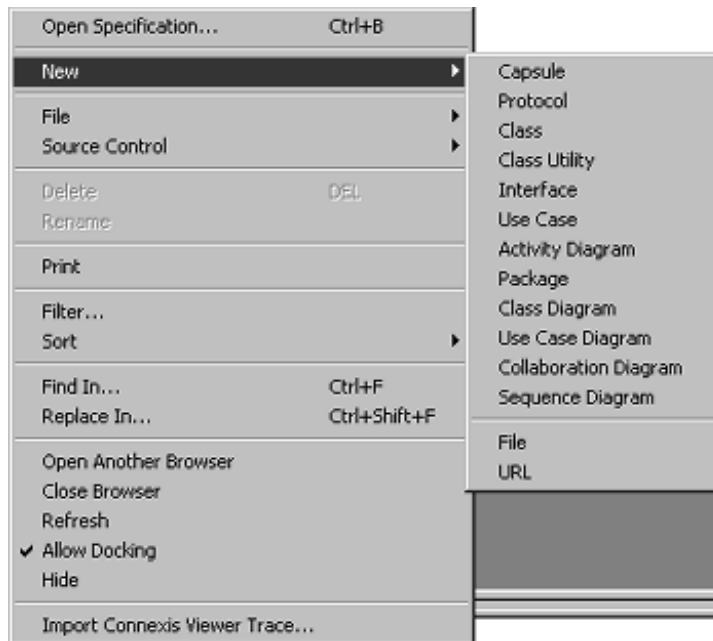 Open Specification... Ctrl+B
New
File
Source Control
Delete DEL
Rename
Print
Filter...
Sort
Find In... Ctrl+F
Replace In... Ctrl+Shift+F
Open Another Browser
Close Browser
Refresh
Allow Docking
Hide
Import Connexis Viewer Trace...
Capsule
Protocol
Class
Class Utility
Interface
Use Case
Activity Diagram
Package
Class Diagram
Use Case Diagram
Collaboration Diagram
Sequence Diagram
File
URL